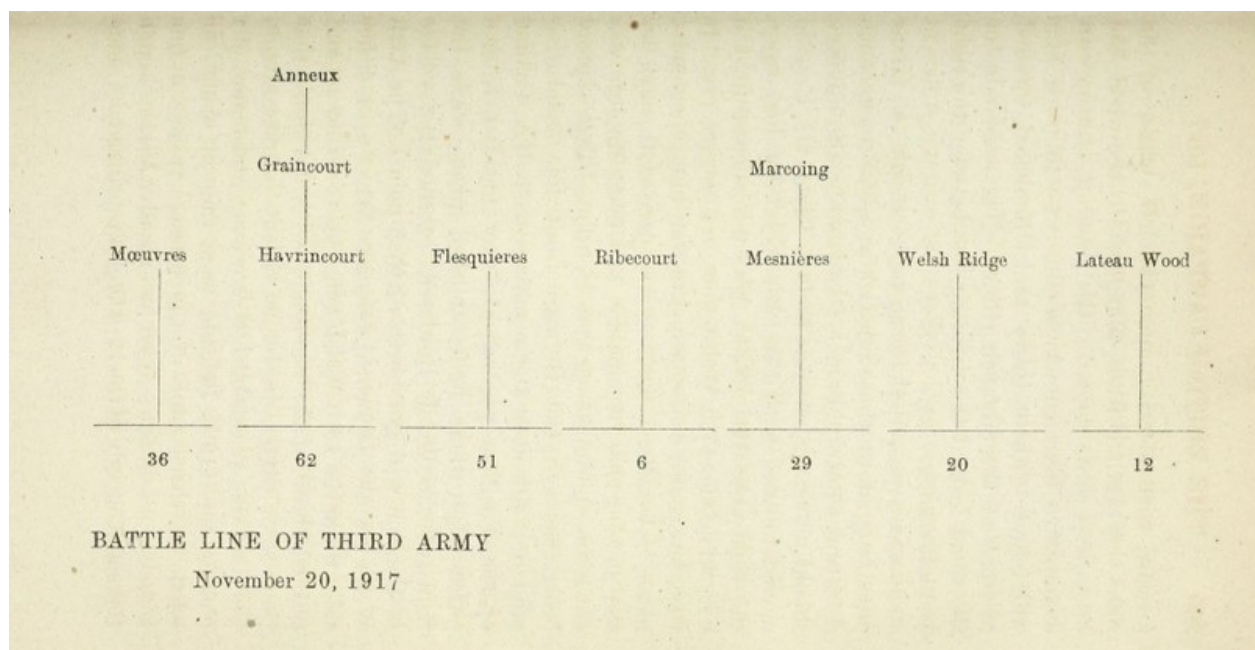 Anneux
Graincourt Marcoing
Mœuvres Havrincourt Flesquieres Ribecourt Mesnières Welsh Ridge Lateau Wood
36 62 51 6 29 20 12
BATTLE LINE OF THIRD ARMY
November 20, 1917